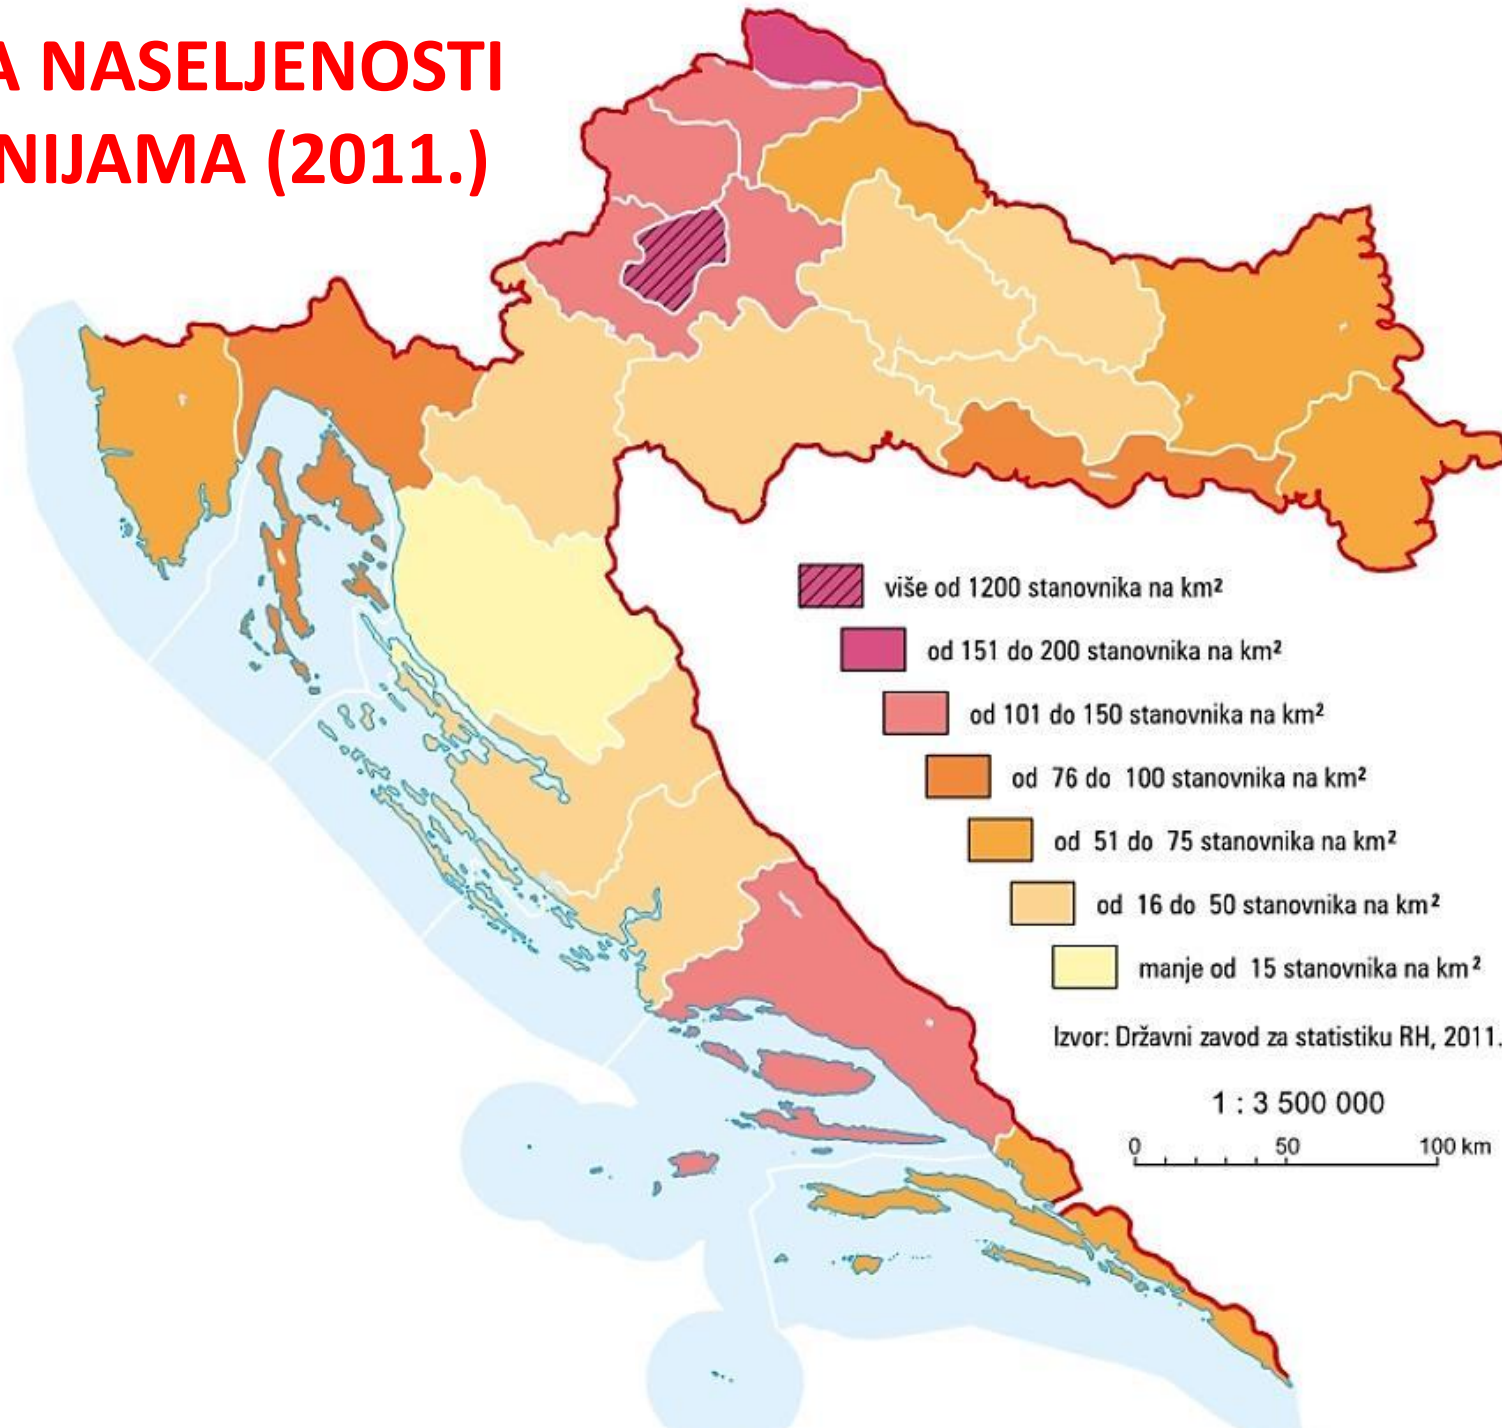 A NASELJENOSTI
NIJAMA (2011.)
više od 1200 stanovnika na km²
od 151 do 200 stanovnika na km²
od 101 do 150 stanovnika na km²
od 76 do 100 stanovnika na km²
od 51 do 75 stanovnika na km²
od 16 do 50 stanovnika na km²
manje od 15 stanovnika na km²
Izvor: Državni zavod za statistiku RH, 2011.
1 : 3 500 000
0 50 100 km